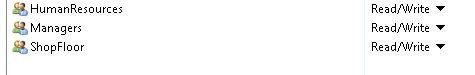 HumanResources Read/Write
Managers Read/Write
ShopFloor Read/Write